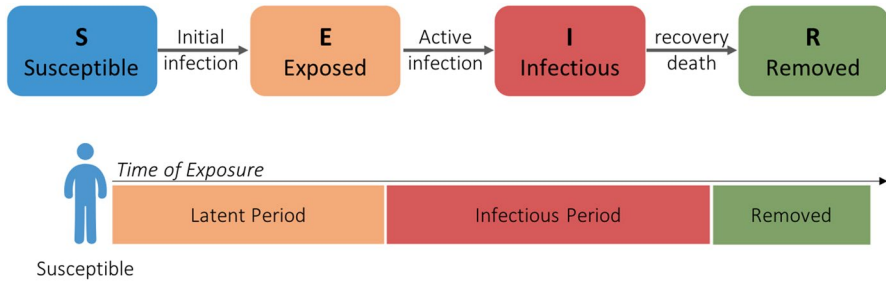 S
Susceptible
Initial
infection
E
Exposed
Active
infection
I
Infectious
recovery
death
R
Removed
Time of Exposure
Latent Period
Infectious Period
Removed
Susceptible